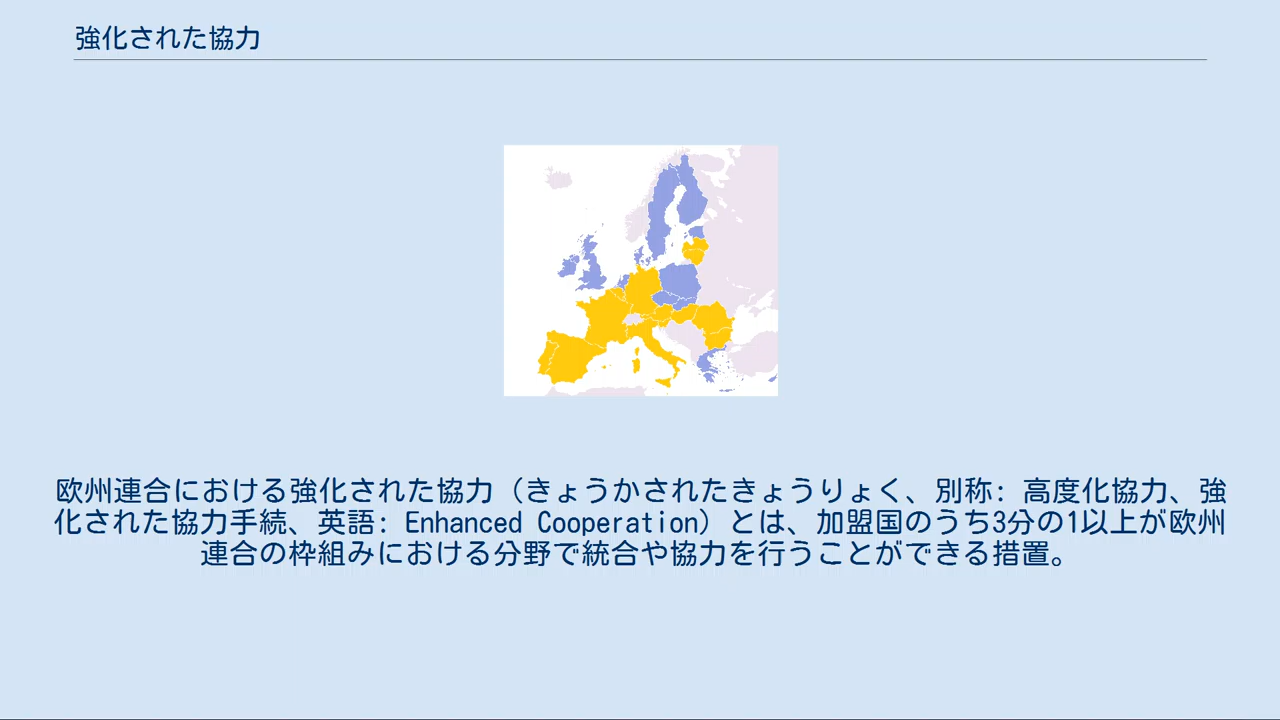 強化された協力
欧州連合における強化された協力（きょうかされたきょうりょく、別称: 高度化協力、強
化された協力手続、英語: Enhanced Cooperation）とは、加盟国のうち3分の1以上が欧州
連合の枠組みにおける分野で統合や協力を行うことができる措置。